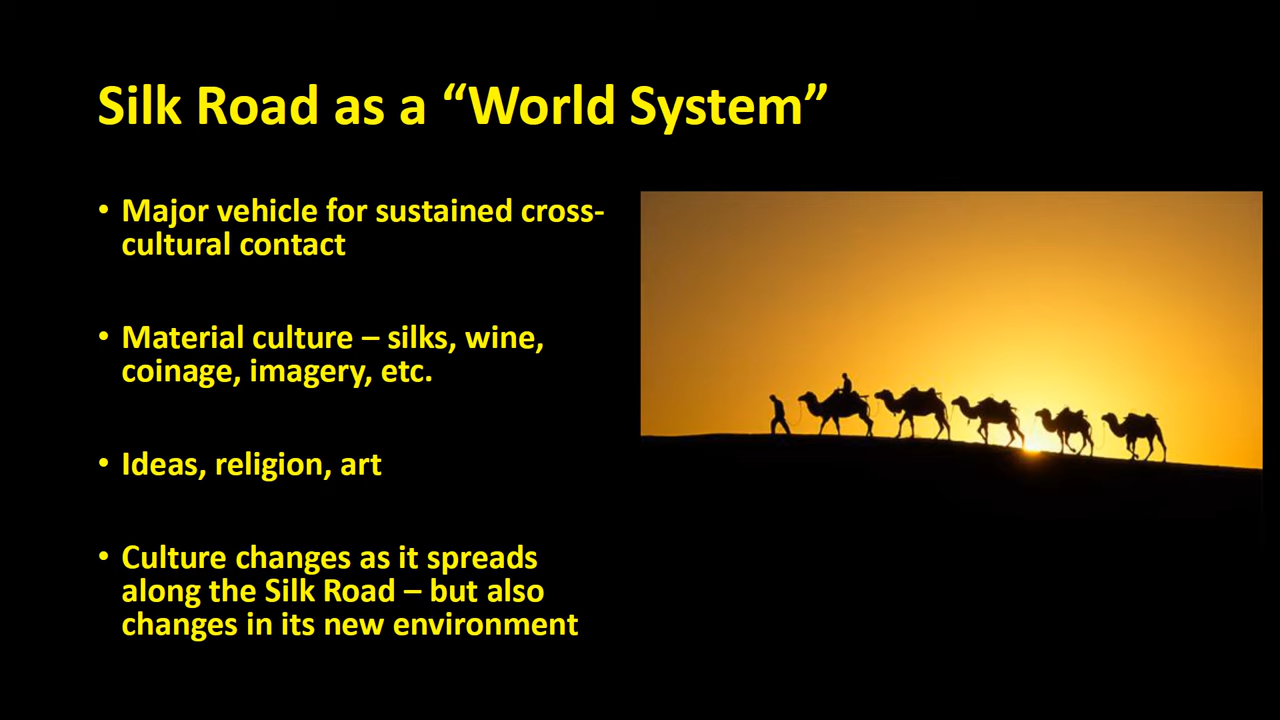 Silk Road as a “World System”
• Major vehicle for sustained cross-
cultural contact
• Material culture – silks, wine,
coinage, imagery, etc.
• Ideas, religion, art
• Culture changes as it spreads
along the Silk Road – but also
changes in its new environment